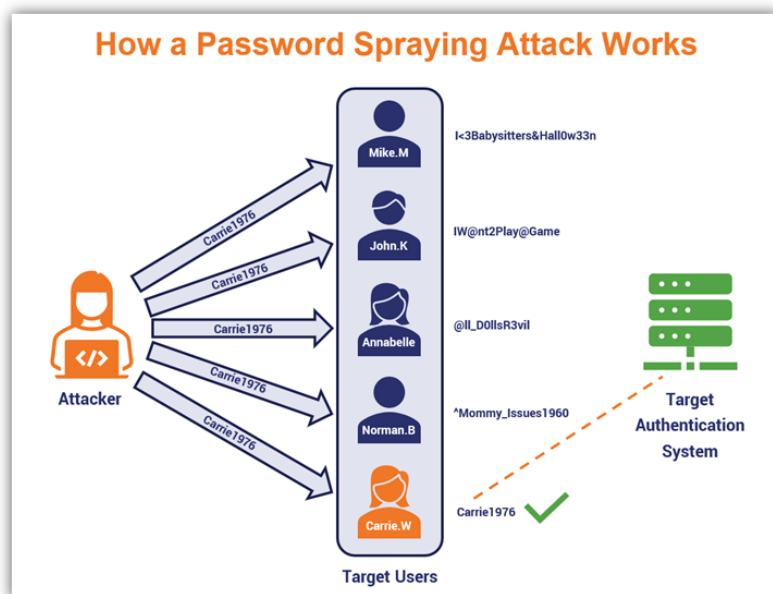 How a Password Spraying Attack Works
Mike.M
I<3Babysitters&Hall0w33n
Carrie1976
John.K
IW@nt2Play@Game
Carrie1976
</>
Attacker
Carrie1976
Annabelle
@ll_D0llsR3vil
Carrie1976
Norman.B
^Mommy_Issues1960
Carrie1976
Carrie.W
Carrie1976
Target
Authentication
System
Target Users